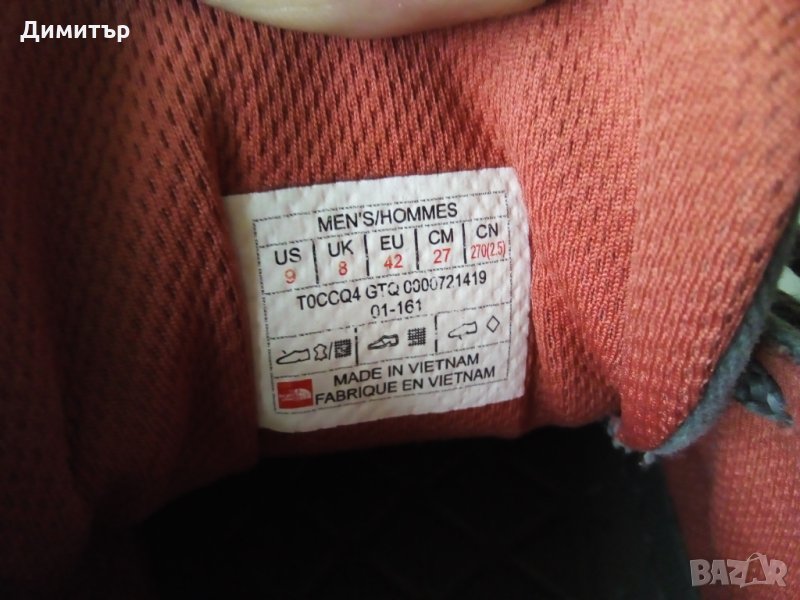 Димитър
MEN'S/HOMMES
US UK EU CM CN
9 8 42 27 270(2.5)
T0CCQ4 GTQ 0000721419
01-161
MADE IN VIETNAM
FABRIQUE EN VIETNAM
BAZAR